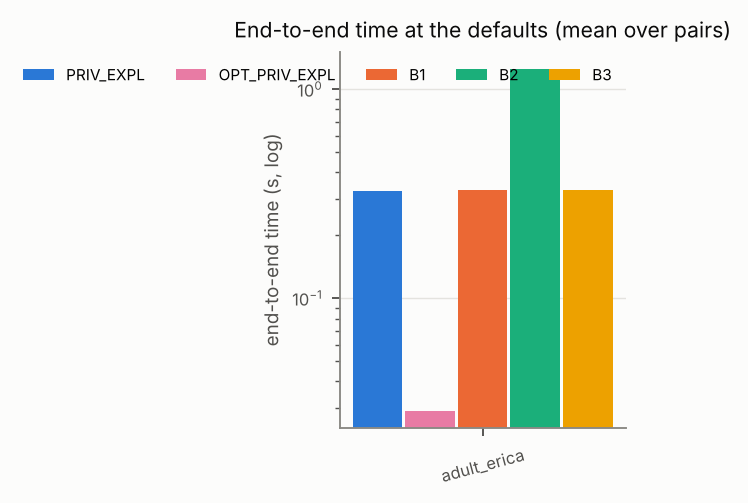 End-to-end time at the defaults (mean over pairs)
PRIV_EXPL OPT_PRIV_EXPL B1 B2 B3
10⁰
10⁻¹
end-to-end time (s, log)
adult_erica